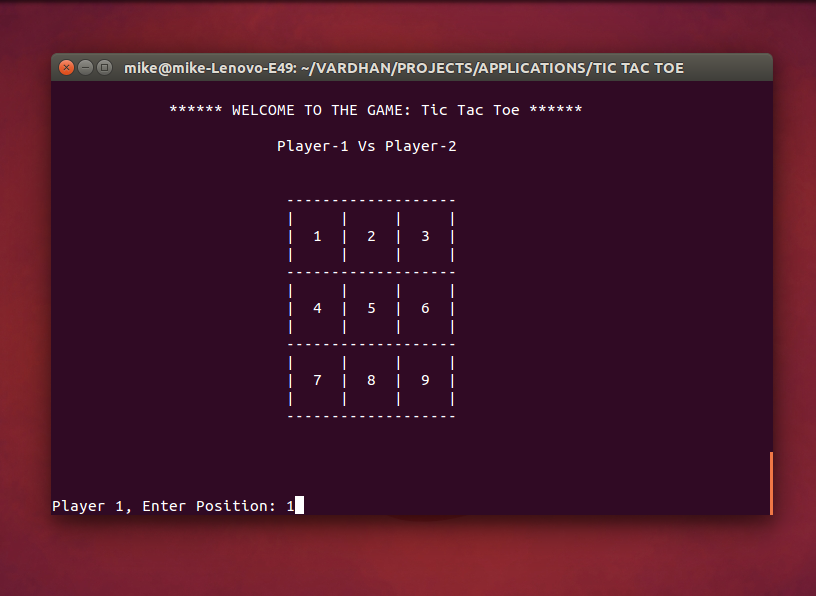 mike@mike-Lenovo-E49: ~/VARDHAN/PROJECTS/APPLICATIONS/TIC TAC TOE
****** WELCOME TO THE GAME: Tic Tac Toe ******
Player-1 Vs Player-2
-------------------
|     |     |     |
|  1  |  2  |  3  |
|     |     |     |
-------------------
|     |     |     |
|  4  |  5  |  6  |
|     |     |     |
-------------------
|     |     |     |
|  7  |  8  |  9  |
|     |     |     |
-------------------
Player 1, Enter Position: 1